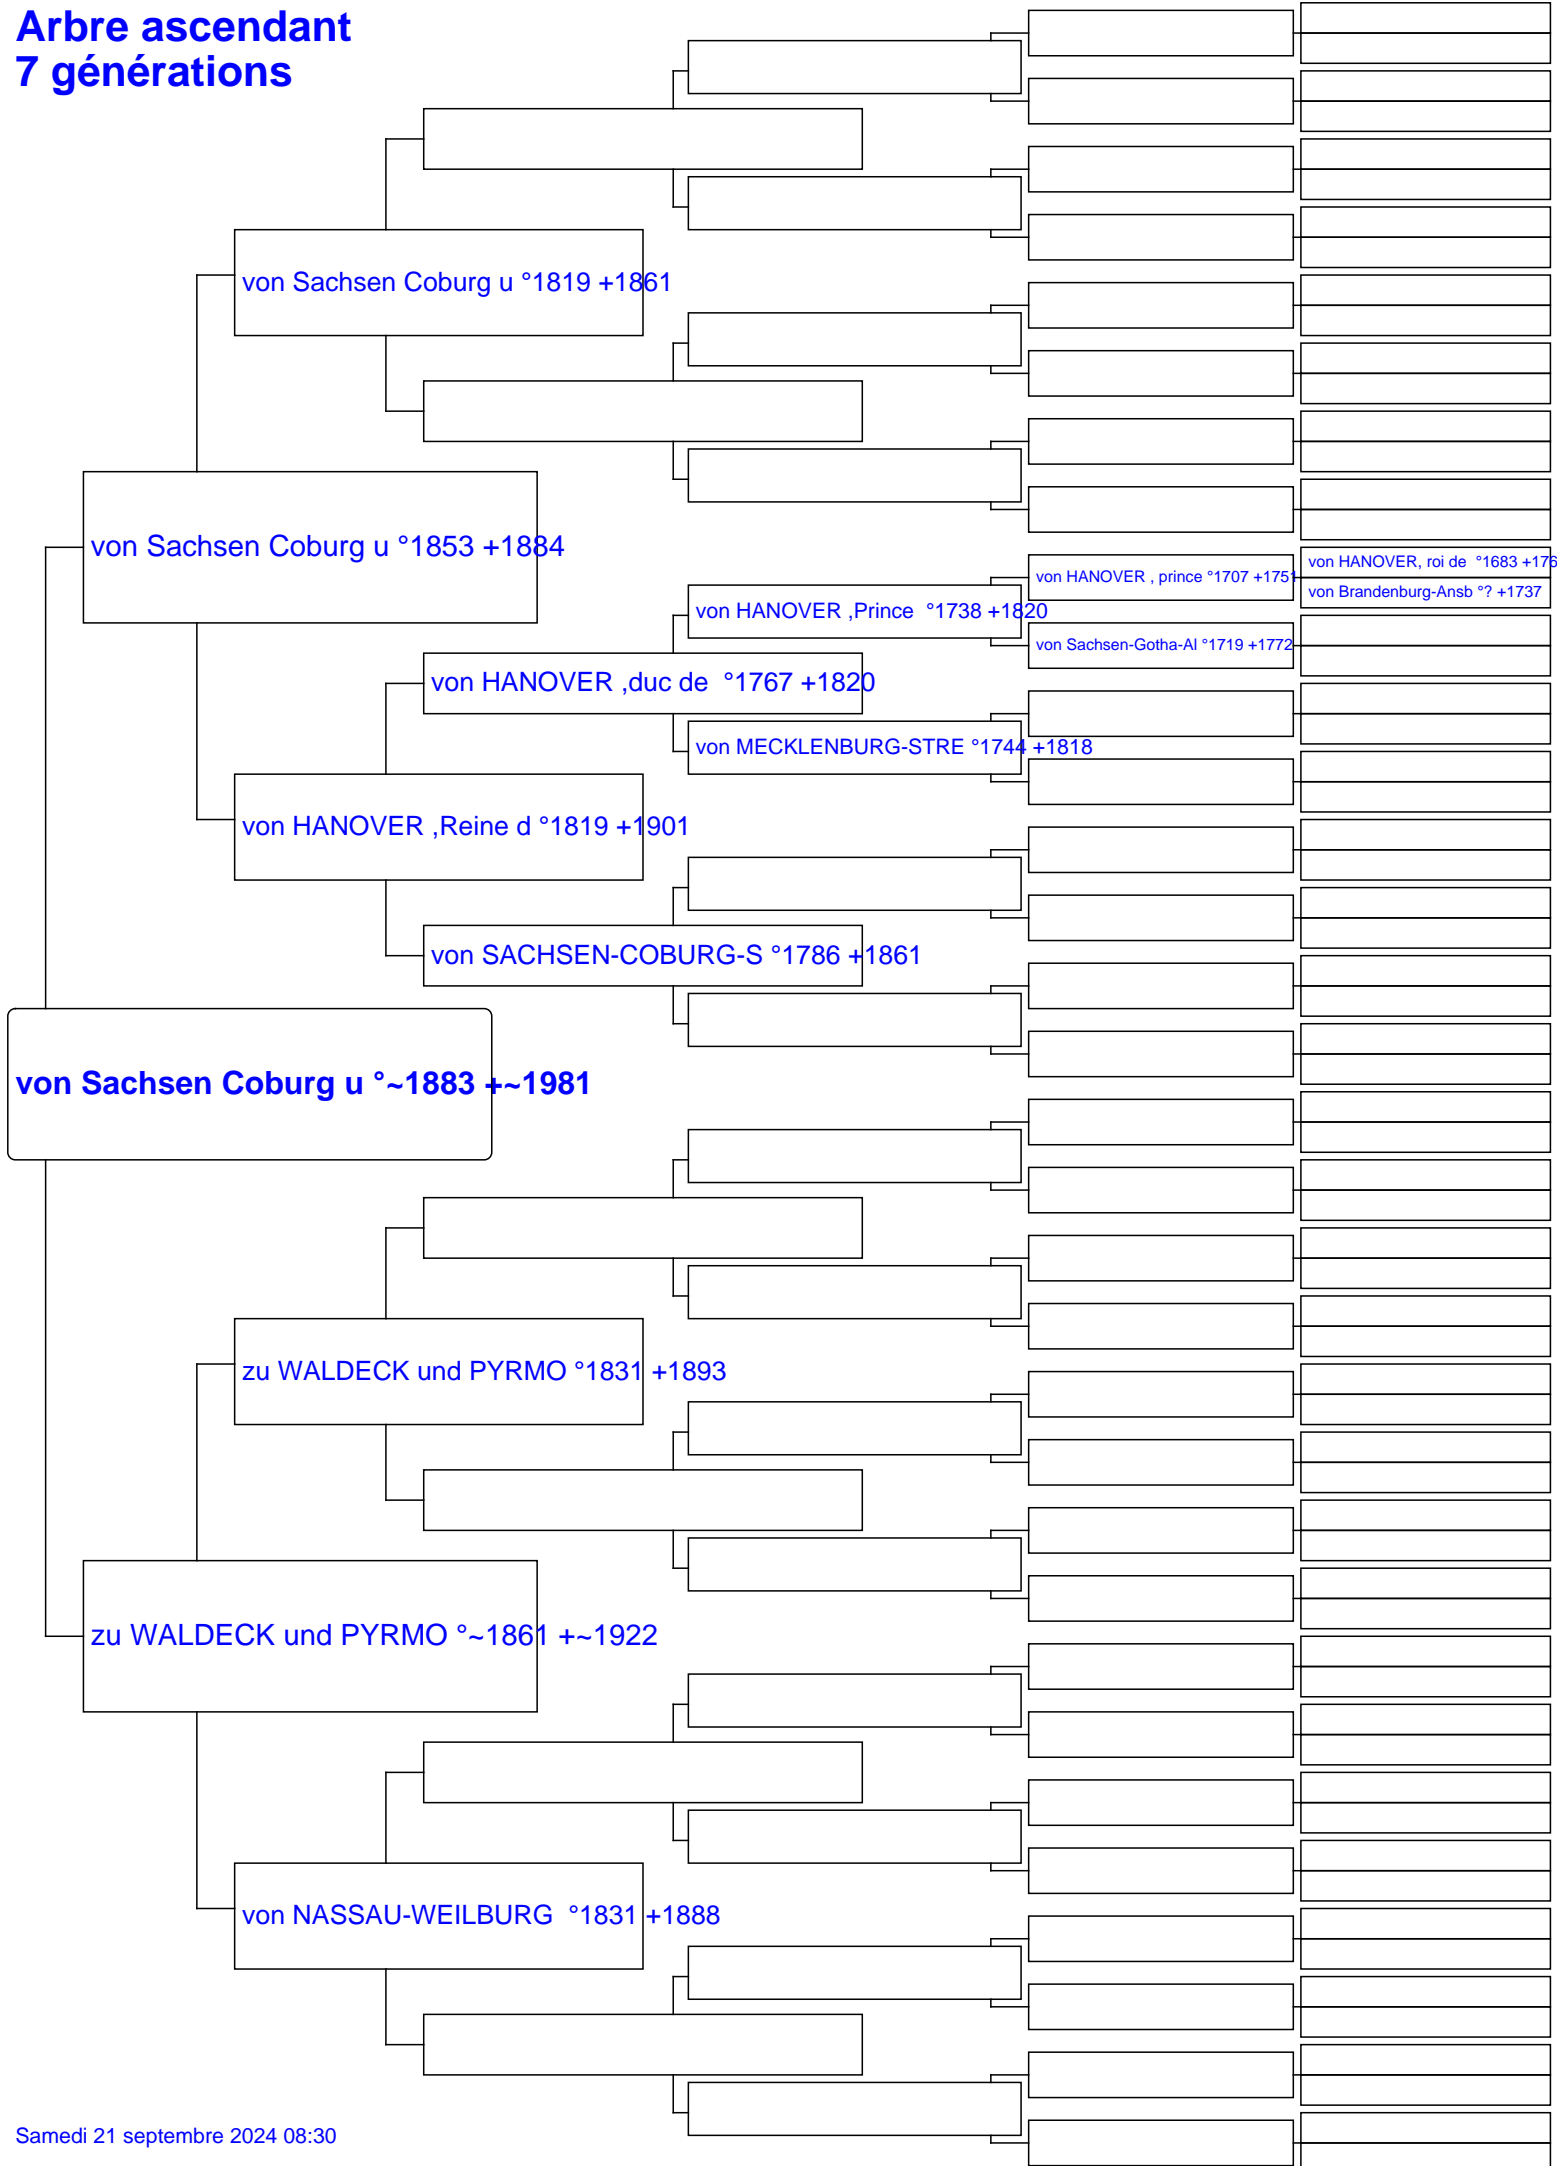 Arbre ascendant
7 générations
von Sachsen Coburg u °1819 +1861
von Sachsen Coburg u °1853 +1884
von HANOVER, roi de °1683 +176
von HANOVER , prince °1707 +1751
von Brandenburg-Ansb °? +1737
von HANOVER ,Prince °1738 +1820
von Sachsen-Gotha-Al °1719 +1772
von HANOVER ,duc de °1767 +1820
von MECKLENBURG-STRE °1744 +1818
von HANOVER ,Reine d °1819 +1901
von SACHSEN-COBURG-S °1786 +1861
von Sachsen Coburg u °~1883 +~1981
zu WALDECK und PYRMO °1831 +1893
zu WALDECK und PYRMO °~1861 +~1922
von NASSAU-WEILBURG °1831 +1888
Samedi 21 septembre 2024 08:30